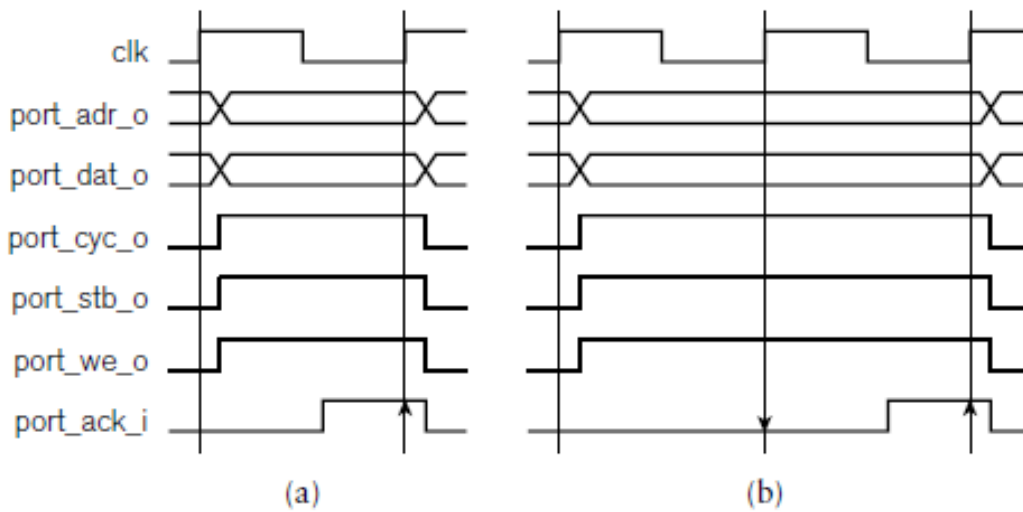 clk
port_adr_o
port_dat_o
port_cyc_o
port_stb_o
port_we_o
port_ack_i
(a)
(b)